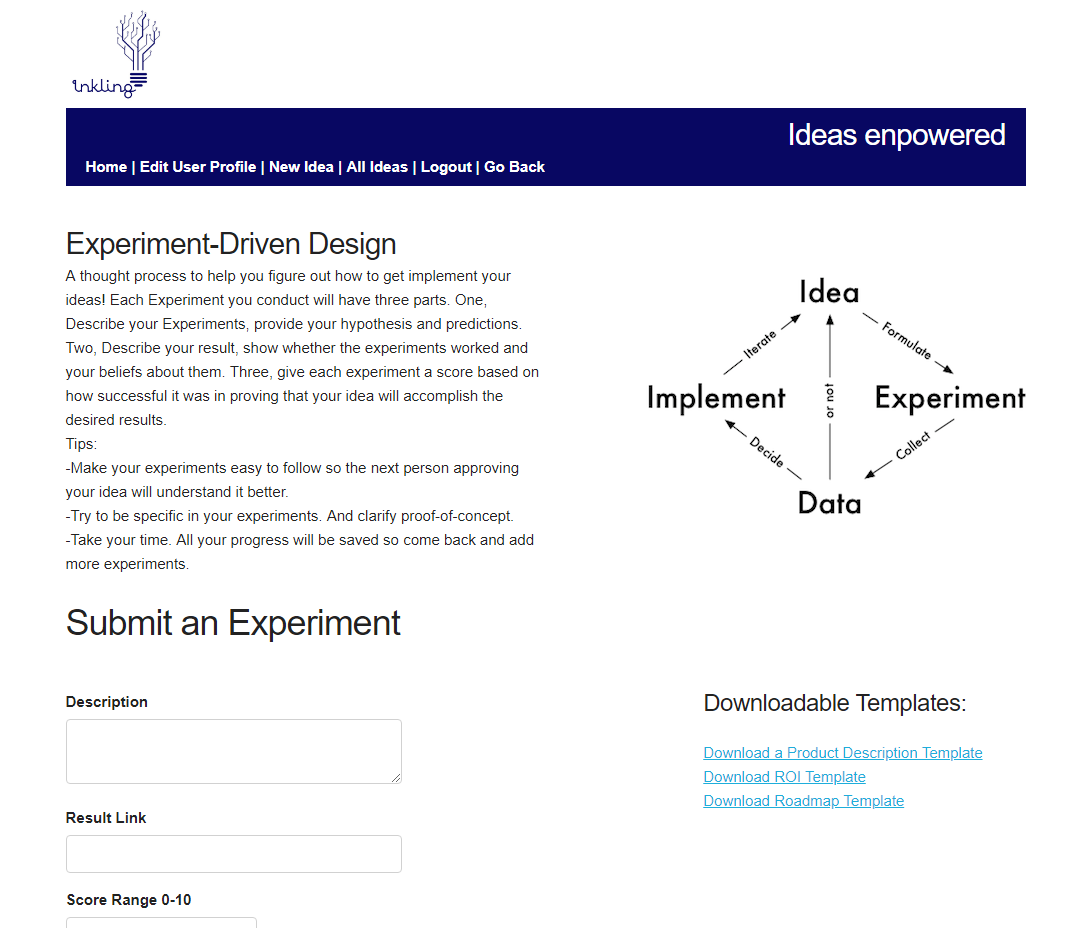 inkling
Ideas enpowered
Home | Edit User Profile | New Idea | All Ideas | Logout | Go Back
Experiment-Driven Design
A thought process to help you figure out how to get implement your
ideas! Each Experiment you conduct will have three parts. One,
Describe your Experiments, provide your hypothesis and predictions.
Two, Describe your result, show whether the experiments worked and
your beliefs about them. Three, give each experiment a score based on
how successful it was in proving that your idea will accomplish the
desired results.
Tips:
-Make your experiments easy to follow so the next person approving
your idea will understand it better.
-Try to be specific in your experiments. And clarify proof-of-concept.
-Take your time. All your progress will be saved so come back and add
more experiments.
Idea
Iterate
Formulate
Implement
or not
Experiment
Decide
Collect
Data
Submit an Experiment
Description
Result Link
Score Range 0-10
Downloadable Templates:
Download a Product Description Template
Download ROI Template
Download Roadmap Template